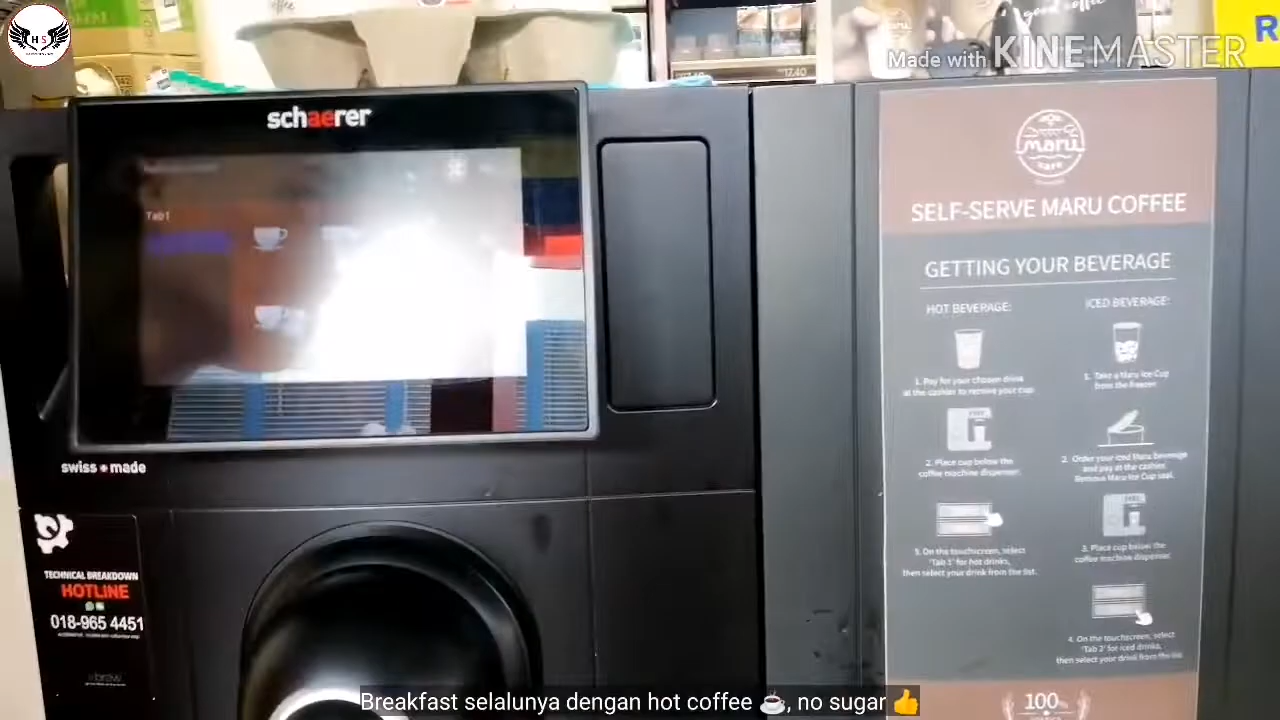 HS
Made with KINEMASTER
good coffee
17.40
R
schaerer
Tab1
swiss made
TECHNICAL BREAKDOWN
HOTLINE
018-965 4451
maru
cafe
SELF-SERVE MARU COFFEE
GETTING YOUR BEVERAGE
HOT BEVERAGE:
1. Pay for your chosen drink
at the cashier to receive your cup.
2. Place cup below the
coffee machine dispenser.
3. On the touchscreen, select
'Tab 1' for hot drinks,
then select your drink from the list.
ICED BEVERAGE:
1. Take a Maru Ice Cup
from the freezer.
2. Order your iced Maru beverage
and pay at the cashier.
Remove Maru Ice Cup seal.
3. Place cup below the
coffee machine dispenser.
4. On the touchscreen, select
'Tab 2' for iced drinks,
then select your drink from the list.
100%
Breakfast selalunya dengan hot coffee ☕, no sugar 👍